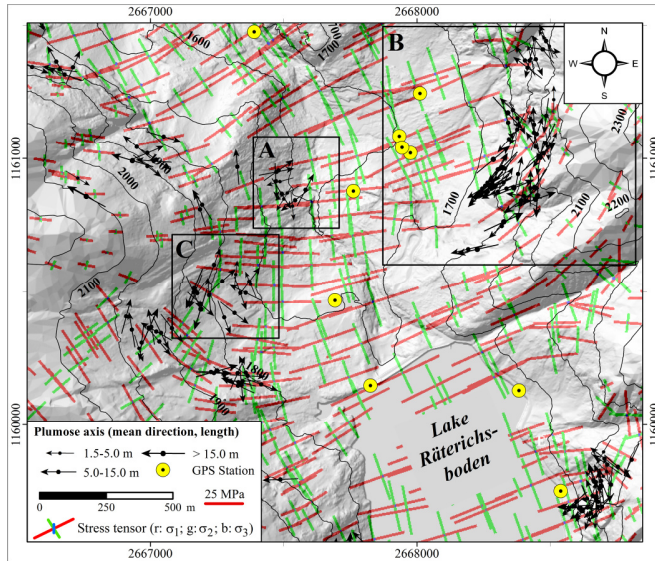 2667000
2668000
1600
1700
1700
B
N
W
E
S
A
1161000
1161000
2300
1900
2000
1700
2100
2200
C
2100
1800
1900
1160000
1160000
Lake
Räterichs-
boden
Plumose axis (mean direction, length)
1.5-5.0 m
> 15.0 m
5.0-15.0 m
GPS Station
0
500
m
25 MPa
Stress tensor (r: σ1; g: σ2; b: σ3)
2667000
2668000